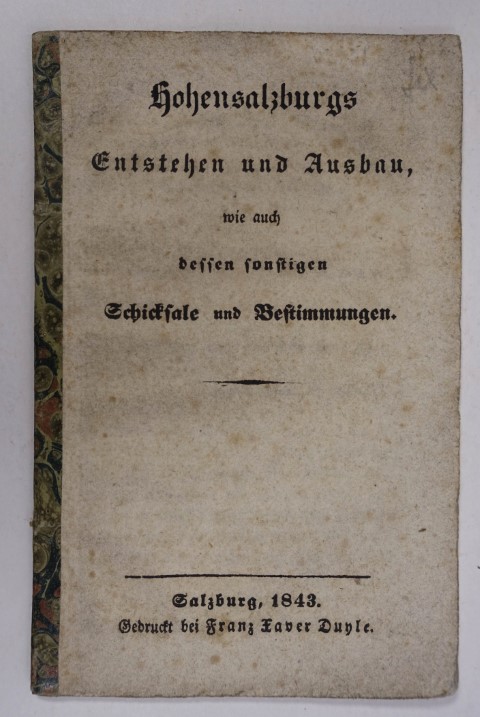 Hohensalzburgs
Entstehen und Ausbau,
wie auch
dessen sonstigen
Schicksale und Bestimmungen.
Salzburg, 1843.
Gedruckt bei Franz Xaver Duyle.